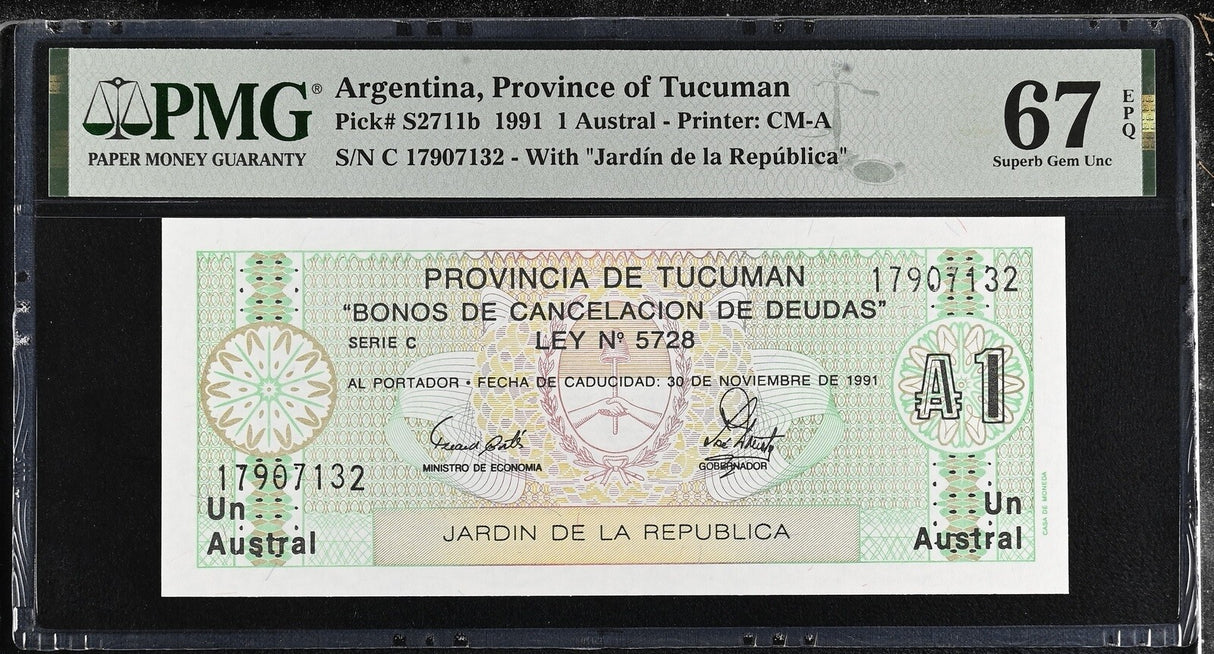 PMG®
PAPER MONEY GUARANTY
Argentina, Province of Tucuman
Pick# S2711b 1991 1 Austral - Printer: CM-A
S/N C 17907132 - With "Jardín de la República"
67
EPQ
Superb Gem Unc
PROVINCIA DE TUCUMAN
17907132
"BONOS DE CANCELACION DE DEUDAS"
SERIE C
LEY Nº 5728
AL PORTADOR • FECHA DE CADUCIDAD: 30 DE NOVIEMBRE DE 1991
A 1
MINISTRO DE ECONOMIA
GOBERNADOR
17907132
Un
Austral
JARDIN DE LA REPUBLICA
Un
Austral
CASA DE MONEDA